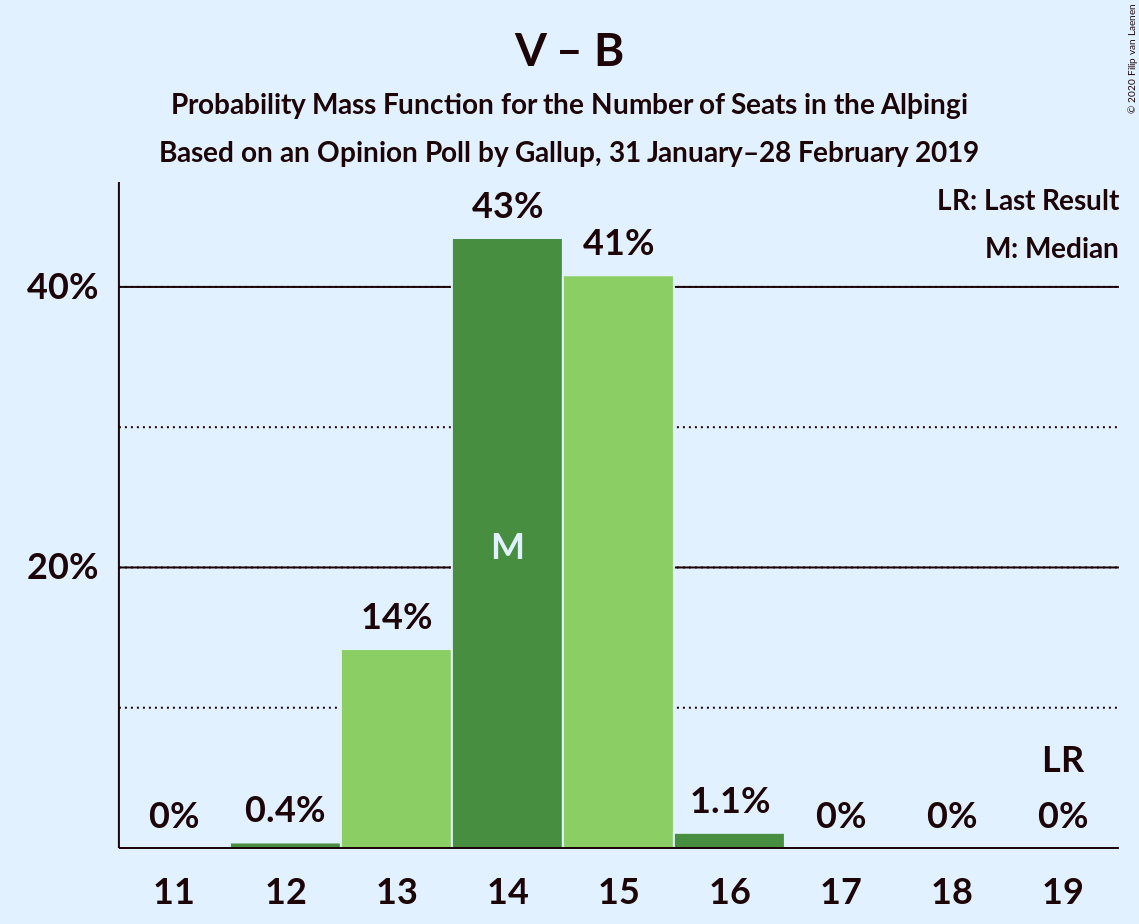 V – B
Probability Mass Function for the Number of Seats in the Alþingi
Based on an Opinion Poll by Gallup, 31 January–28 February 2019
© 2020 Filip van Laenen
LR: Last Result
M: Median
40%
20%
0%
0.4%
14%
43%
41%
1.1%
0%
0%
0%
LR
M
11 12 13 14 15 16 17 18 19